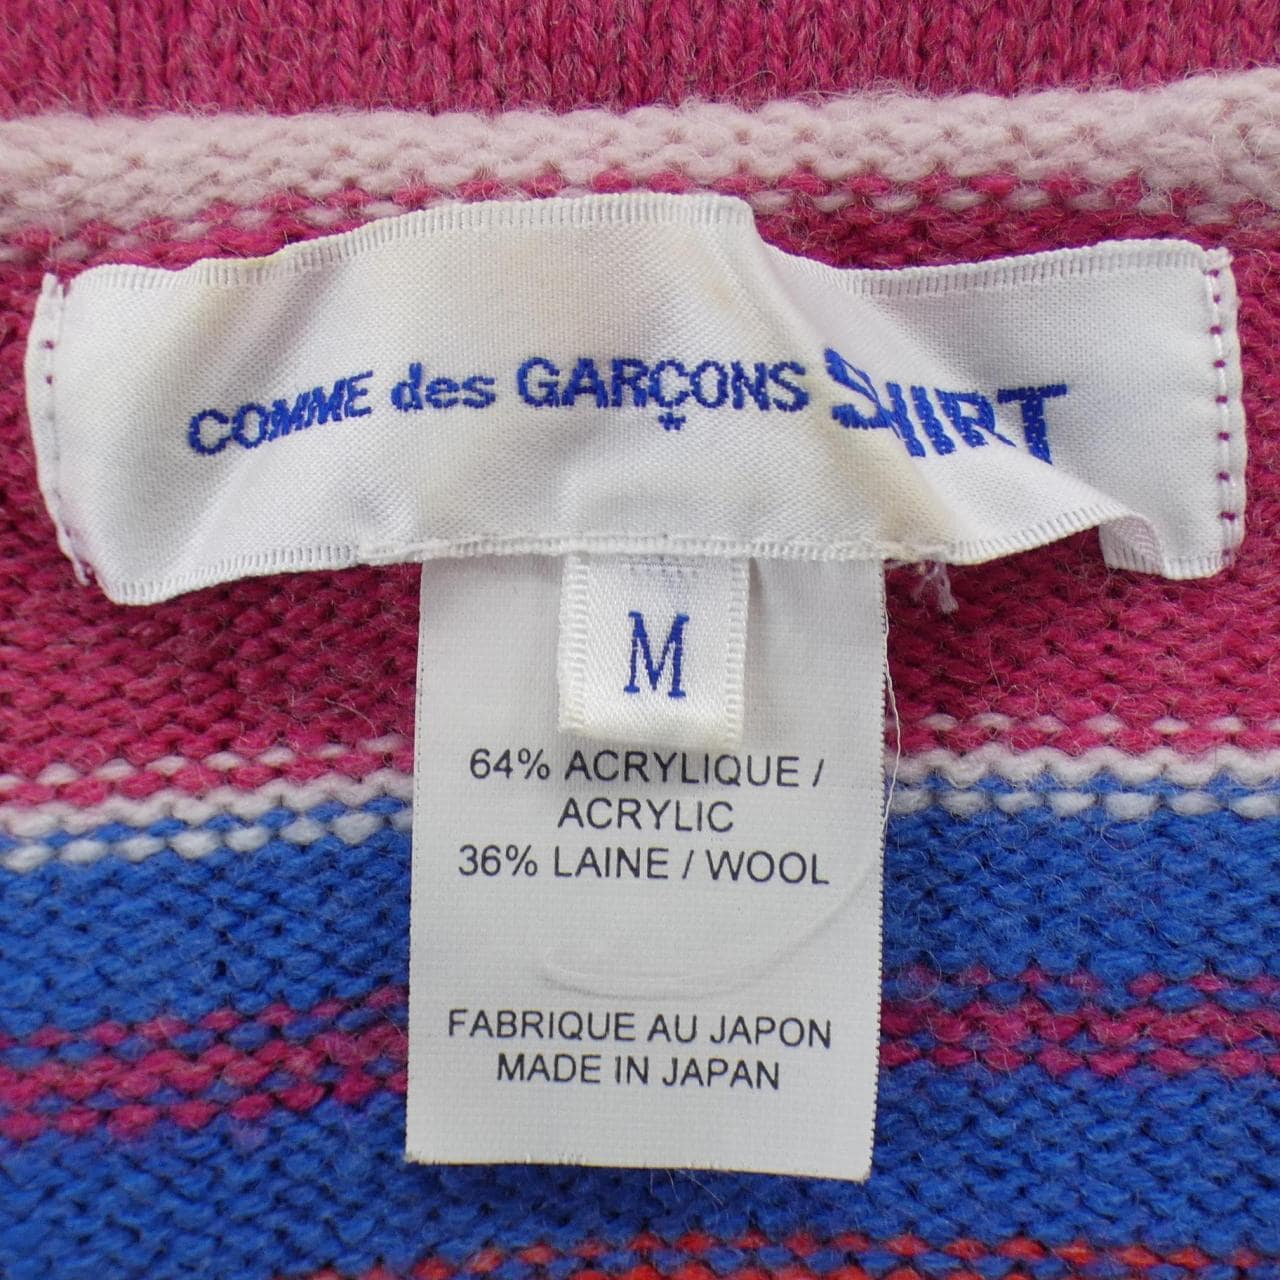 COMME des GARÇONS SHIRT
M
64% ACRYLIQUE /
ACRYLIC
36% LAINE / WOOL
FABRIQUE AU JAPON
MADE IN JAPAN